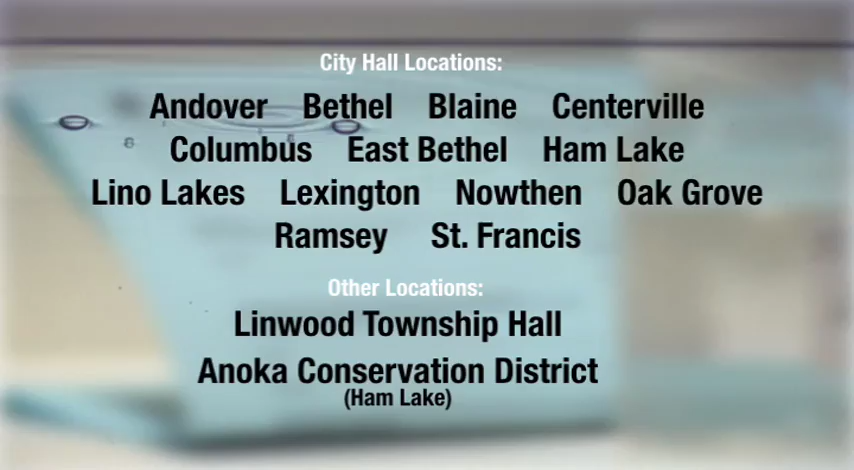 City Hall Locations:
Andover Bethel Blaine Centerville
Columbus East Bethel Ham Lake
Lino Lakes Lexington Nowthen Oak Grove
Ramsey St. Francis
Other Locations:
Linwood Township Hall
Anoka Conservation District
(Ham Lake)